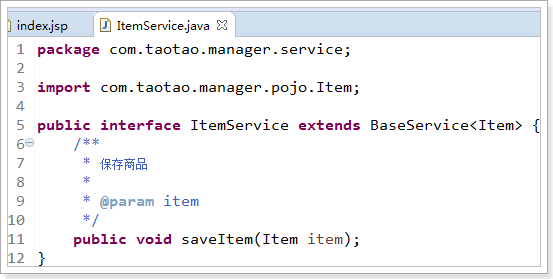 index.jsp ItemService.java
1 package com.taotao.manager.service;
2
3 import com.taotao.manager.pojo.Item;
4
5 public interface ItemService extends BaseService<Item> {
6 /**
7 * 保存商品
8 *
9 * @param item
10 */
11 public void saveItem(Item item);
12 }